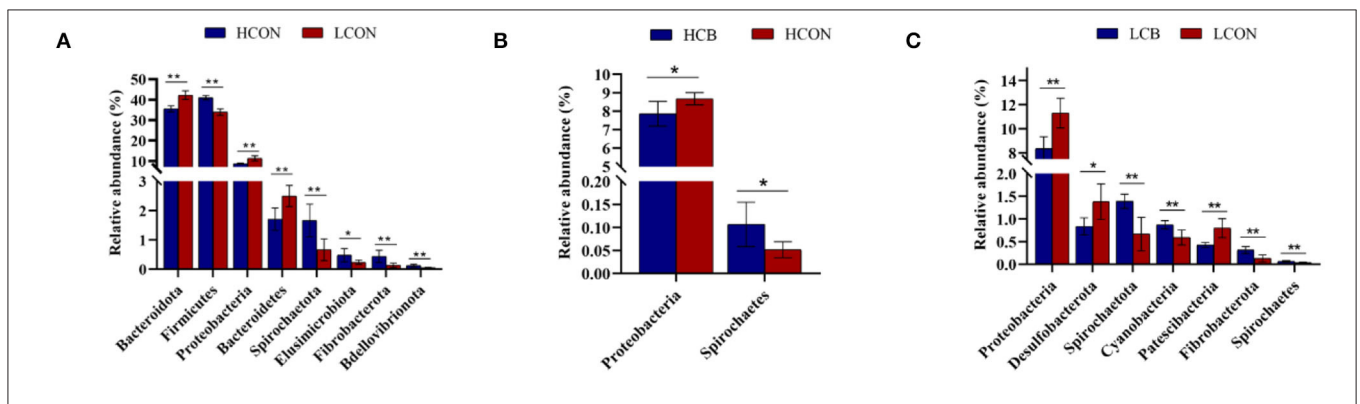 A
HCON LCON
Relative abundance (%)
50
40
30
20
10
3
2
1
0
** ** ** ** ** * ** **
Bacteroidota
Firmicutes
Proteobacteria
Bacteroidetes
Spirochaetota
Elusimicrobiota
Fibrobacterota
Bdellovibrionota
B
HCB HCON
Relative abundance (%)
10
9
8
7
6
5
0.20
0.15
0.10
0.05
0.00
* *
Proteobacteria
Spirochaetes
C
LCB LCON
Relative abundance (%)
14
12
10
8
2.0
1.5
1.0
0.5
0.0
** * ** ** ** ** **
Proteobacteria
Desulfobacterota
Spirochaetota
Cyanobacteria
Patescibacteria
Fibrobacterota
Spirochaetes